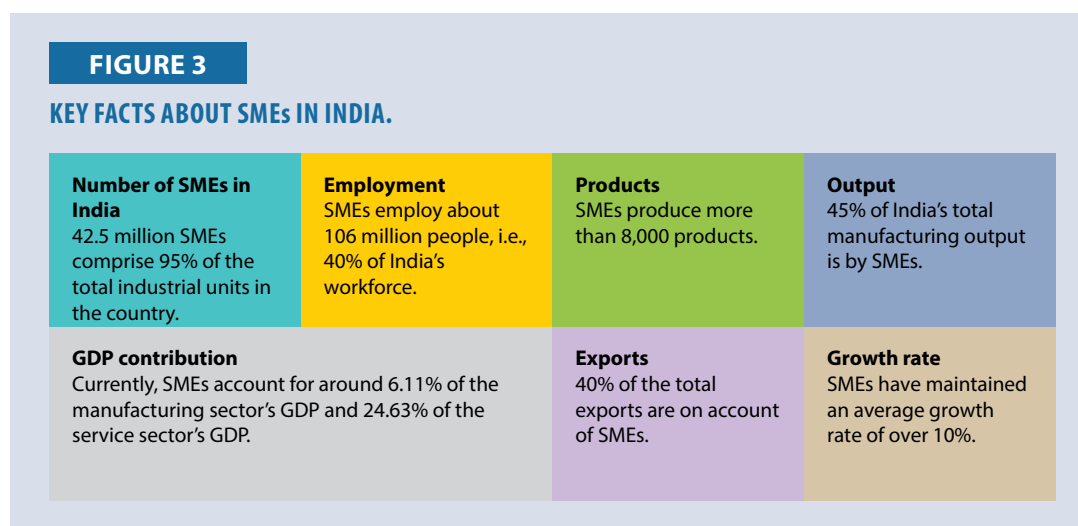 FIGURE 3
KEY FACTS ABOUT SMEs IN INDIA.
Number of SMEs in
India
42.5 million SMEs
comprise 95% of the
total industrial units in
the country.
Employment
SMEs employ about
106 million people, i.e.,
40% of India’s
workforce.
Products
SMEs produce more
than 8,000 products.
Output
45% of India’s total
manufacturing output
is by SMEs.
GDP contribution
Currently, SMEs account for around 6.11% of the
manufacturing sector’s GDP and 24.63% of the
service sector’s GDP.
Exports
40% of the total
exports are on account
of SMEs.
Growth rate
SMEs have maintained
an average growth
rate of over 10%.